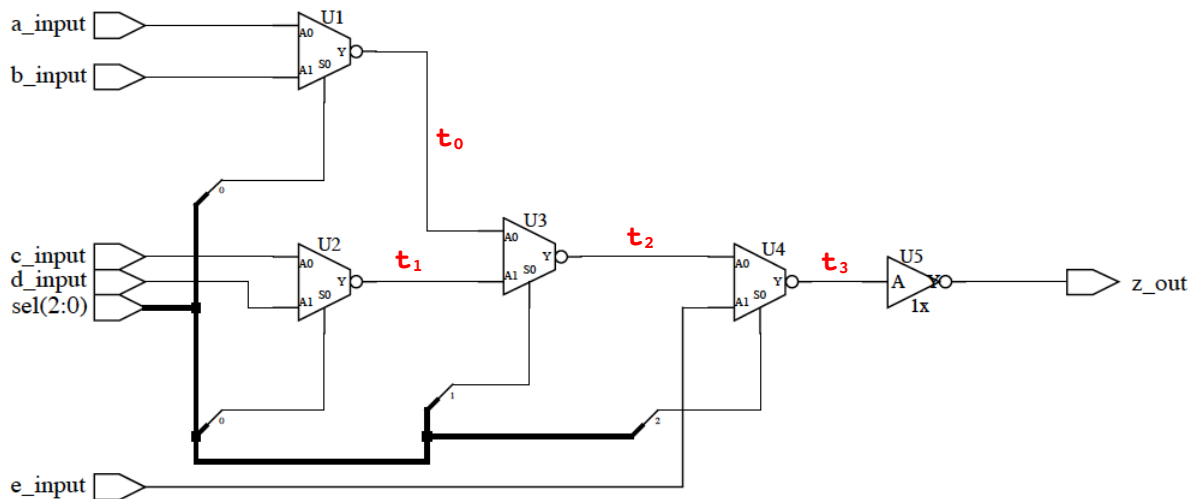 a_input
A0
U1
Y
b_input
A1
S0
t₀
0
c_input
A0
U2
d_input
Y
A1
S0
sel(2:0)
t₁
A0
U3
Y
A1
S0
t₂
A0
U4
Y
A1
S0
t₃
U5
A
Y
1x
z_out
0
1
2
e_input